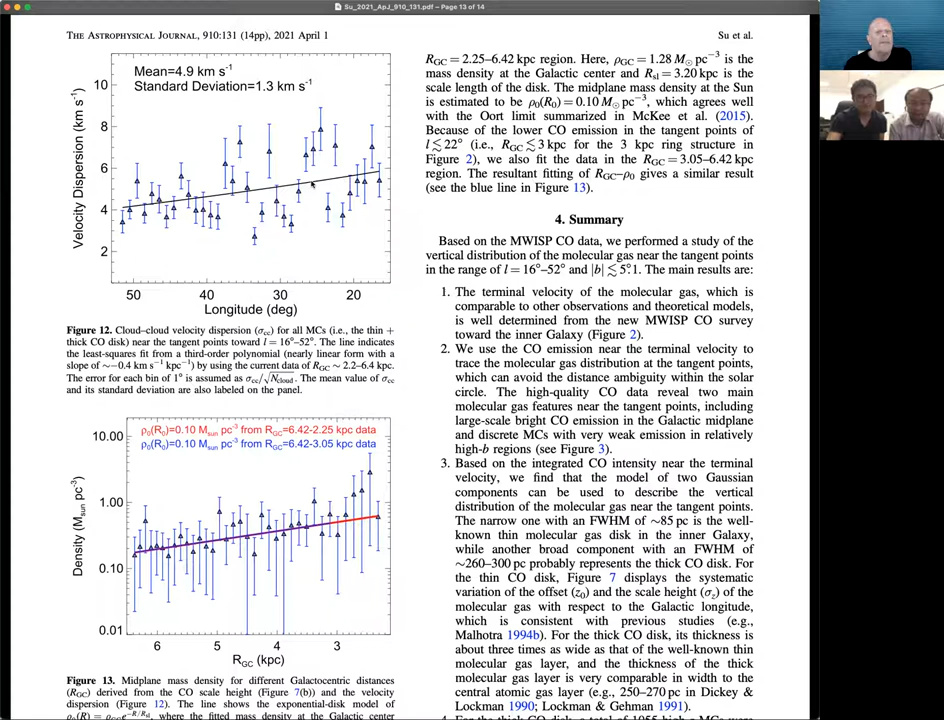 Su_2021_ApJ_910_131.pdf – Page 13 of 14
THE ASTROPHYSICAL JOURNAL, 910:131 (14pp), 2021 April 1
Su et al.
Mean=4.9 km s⁻¹
Standard Deviation=1.3 km s⁻¹
Velocity Dispersion (km s⁻¹)
10
8
6
4
2
50 40 30 20
Longitude (deg)
Figure 12. Cloud–cloud velocity dispersion (σcc) for all MCs (i.e., the thin +
thick CO disk) near the tangent points toward l = 16°–52°. The line indicates
the least-squares fit from a third-order polynomial (nearly linear form with a
slope of ∼−0.4 km s⁻¹ kpc⁻¹) by using the current data of RGC ∼ 2.2–6.4 kpc.
The error for each bin of 1° is assumed as σcc/√Ncloud. The mean value of σcc
and its standard deviation are also labeled on the panel.
ρ₀(R₀)=0.10 Msun pc⁻³ from RGC=6.42-2.25 kpc data
ρ₀(R₀)=0.10 Msun pc⁻³ from RGC=6.42-3.05 kpc data
Density (Msun pc⁻³)
10.00
1.00
0.10
0.01
6 5 4 3
RGC (kpc)
Figure 13. Midplane mass density for different Galactocentric distances
(RGC) derived from the CO scale height (Figure 7(b)) and the velocity
dispersion (Figure 12). The line shows the exponential-disk model of
where the fitted mass density at the Galactic center
RGC = 2.25–6.42 kpc region. Here, ρGC = 1.28 M⊙ pc⁻³ is the
mass density at the Galactic center and Rsl = 3.20 kpc is the
scale length of the disk. The midplane mass density at the Sun
is estimated to be ρ₀(R₀) = 0.10 M⊙ pc⁻³, which agrees well
with the Oort limit summarized in McKee et al. (2015).
Because of the lower CO emission in the tangent points of
l ≲ 22° (i.e., RGC ≲ 3 kpc for the 3 kpc ring structure in
Figure 2), we also fit the data in the RGC = 3.05–6.42 kpc
region. The resultant fitting of RGC–ρ₀ gives a similar result
(see the blue line in Figure 13).
4. Summary
Based on the MWISP CO data, we performed a study of the
vertical distribution of the molecular gas near the tangent points
in the range of l = 16°–52° and |b| ≲ 5°.1. The main results are:
1. The terminal velocity of the molecular gas, which is
comparable to other observations and theoretical models,
is well determined from the new MWISP CO survey
toward the inner Galaxy (Figure 2).
2. We use the CO emission near the terminal velocity to
trace the molecular gas distribution at the tangent points,
which can avoid the distance ambiguity within the solar
circle. The high-quality CO data reveal two main
molecular gas features near the tangent points, including
large-scale bright CO emission in the Galactic midplane
and discrete MCs with very weak emission in relatively
high-b regions (see Figure 3).
3. Based on the integrated CO intensity near the terminal
velocity, we find that the model of two Gaussian
components can be used to describe the vertical
distribution of the molecular gas near the tangent points.
The narrow one with an FWHM of ∼85 pc is the well-
known thin molecular gas disk in the inner Galaxy,
while another broad component with an FWHM of
∼260–300 pc probably represents the thick CO disk. For
the thin CO disk, Figure 7 displays the systematic
variation of the offset (z₀) and the scale height (σz) of the
molecular gas with respect to the Galactic longitude,
which is consistent with previous studies (e.g.,
Malhotra 1994b). For the thick CO disk, its thickness is
about three times as wide as that of the well-known thin
molecular gas layer, and the thickness of the thick
molecular gas layer is very comparable in width to the
central atomic gas layer (e.g., 250–270 pc in Dickey &
Lockman 1990; Lockman & Gehman 1991).